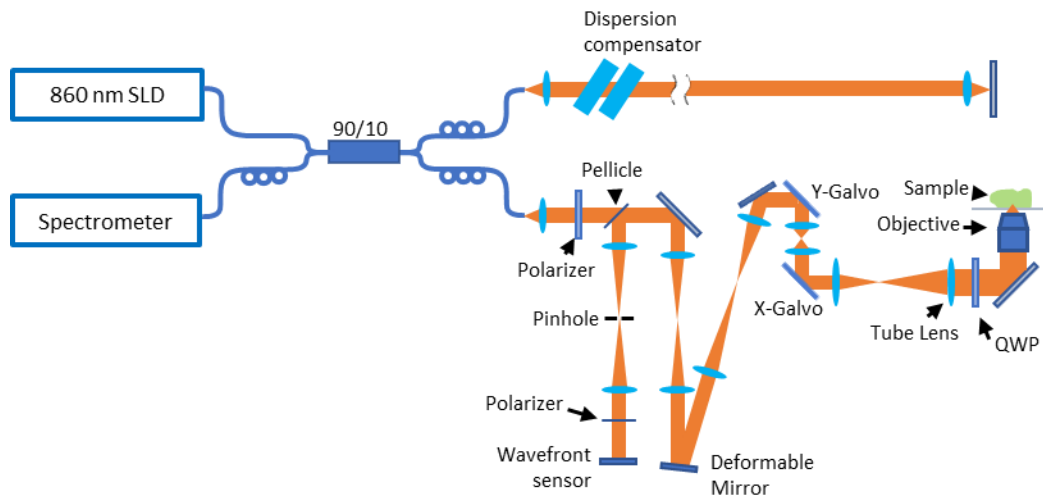 Dispersion
compensator
860 nm SLD
90/10
Pellicle
Y-Galvo
Sample
Objective
Spectrometer
Polarizer
X-Galvo
Tube Lens
QWP
Pinhole
Polarizer
Wavefront
sensor
Deformable
Mirror